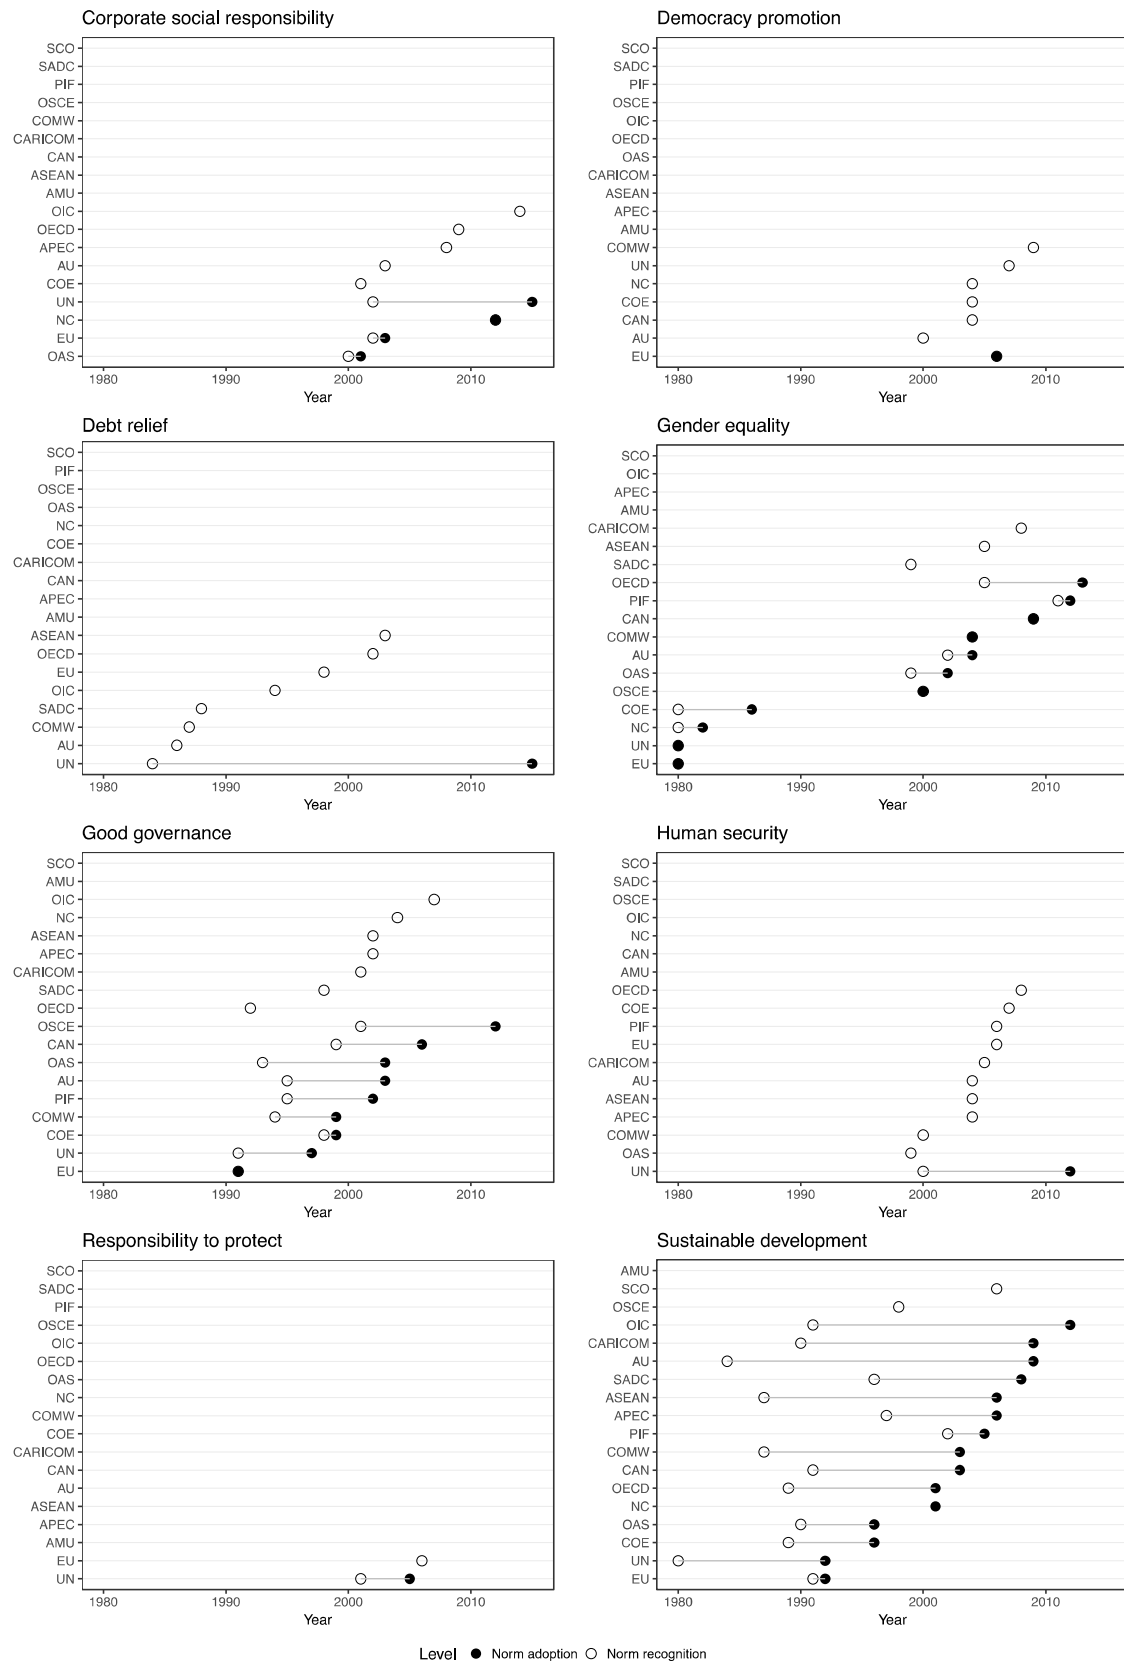 Corporate social responsibility
SCO
SADC
PIF
OSCE
COMW
CARICOM
CAN
ASEAN
AMU
OIC
OECD
APEC
AU
COE
UN
NC
EU
OAS
1980 1990 2000 2010
Year
Democracy promotion
SCO
SADC
PIF
OSCE
OIC
OECD
OAS
CARICOM
ASEAN
APEC
AMU
COMW
UN
NC
COE
CAN
AU
EU
1980 1990 2000 2010
Year
Debt relief
SCO
PIF
OSCE
OAS
NC
COE
CARICOM
CAN
APEC
AMU
ASEAN
OECD
EU
OIC
SADC
COMW
AU
UN
1980 1990 2000 2010
Year
Gender equality
SCO
OIC
APEC
AMU
CARICOM
ASEAN
SADC
OECD
PIF
CAN
COMW
AU
OAS
OSCE
COE
NC
UN
EU
1980 1990 2000 2010
Year
Good governance
SCO
AMU
OIC
NC
ASEAN
APEC
CARICOM
SADC
OECD
OSCE
CAN
OAS
AU
PIF
COMW
COE
UN
EU
1980 1990 2000 2010
Year
Human security
SCO
SADC
OSCE
OIC
NC
CAN
AMU
OECD
COE
PIF
EU
CARICOM
AU
ASEAN
APEC
COMW
OAS
UN
1980 1990 2000 2010
Year
Responsibility to protect
SCO
SADC
PIF
OSCE
OIC
OECD
OAS
NC
COMW
COE
CARICOM
CAN
AU
ASEAN
APEC
AMU
EU
UN
1980 1990 2000 2010
Year
Sustainable development
AMU
SCO
OSCE
OIC
CARICOM
AU
SADC
ASEAN
APEC
PIF
COMW
CAN
OECD
NC
OAS
COE
UN
EU
1980 1990 2000 2010
Year
Level Norm adoption Norm recognition